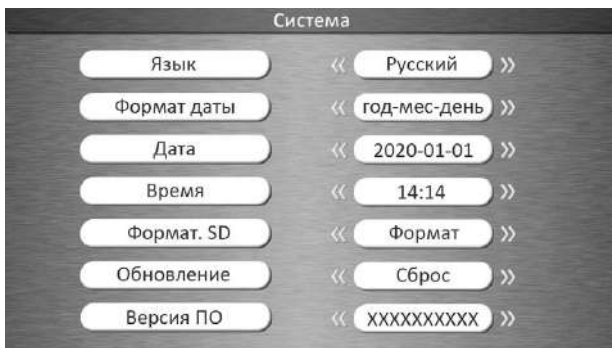 Система
Язык « Русский »
Формат даты « год-мес-день »
Дата « 2020-01-01 »
Время « 14:14 »
Формат. SD « Формат »
Обновление « Сброс »
Версия ПО « XXXXXXXXXX »